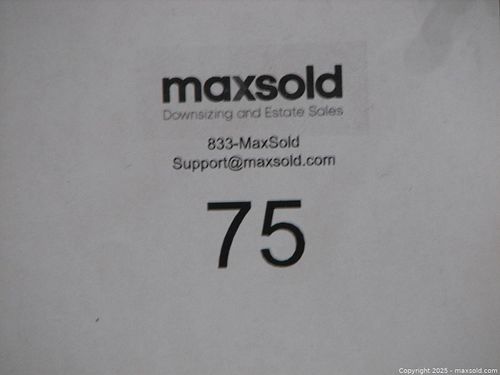 maxsold
Downsizing and Estate Sales
833-MaxSold
Support@maxsold.com
75
Copyright 2025 - maxsold.com